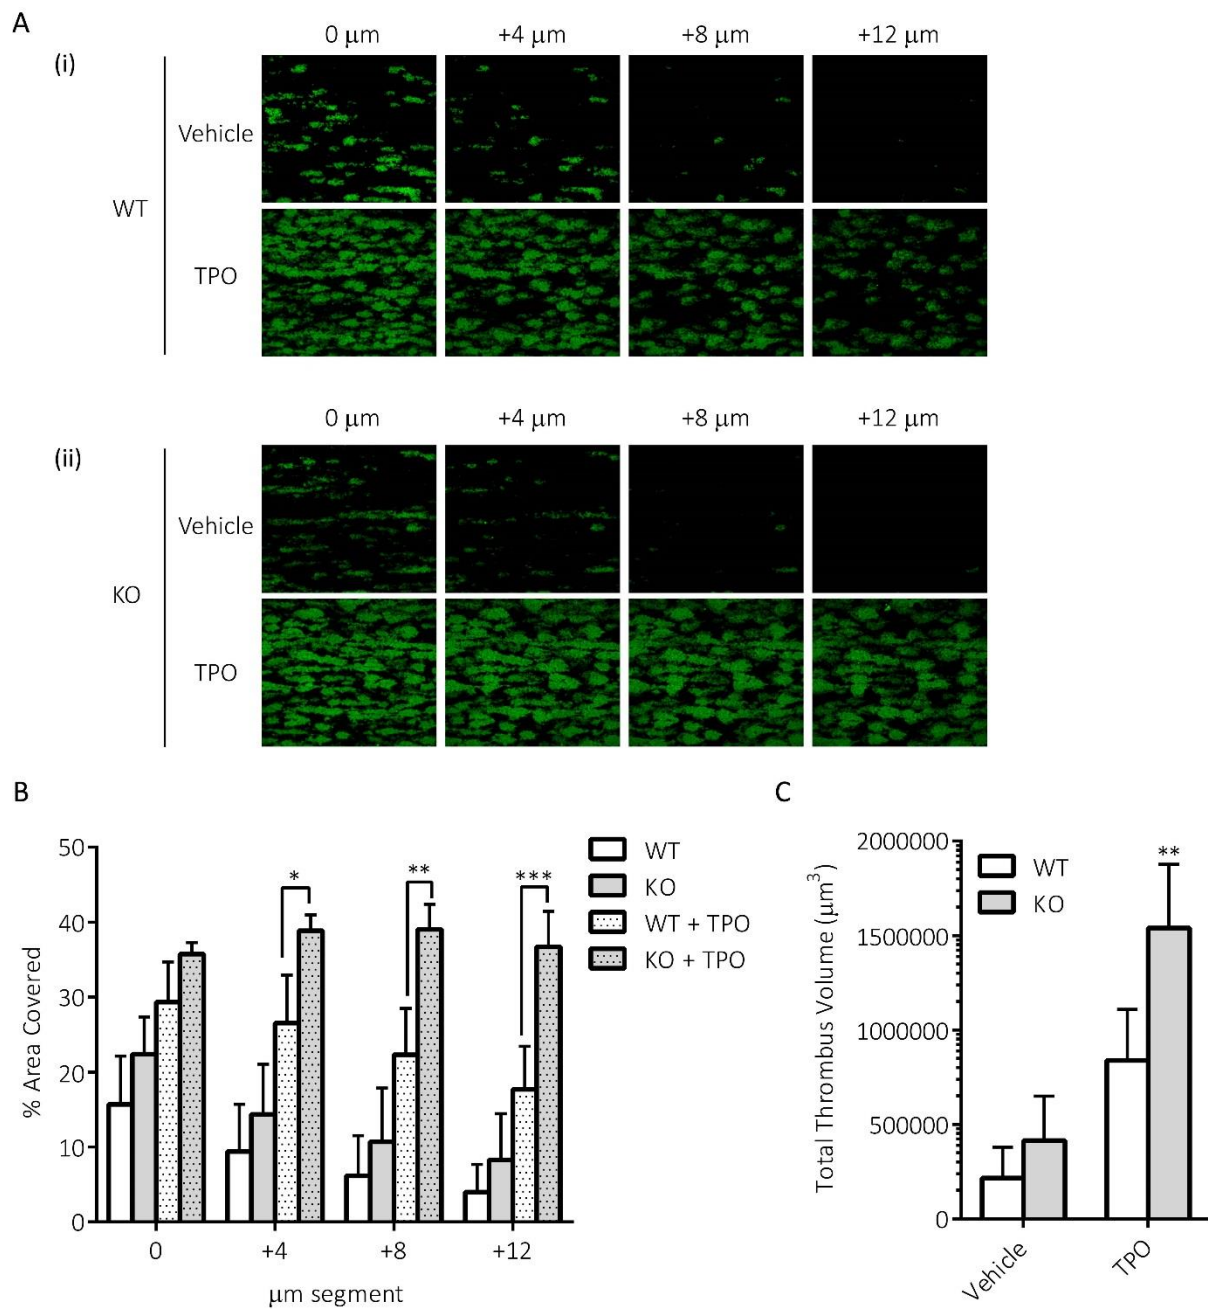 A
0 μm +4 μm +8 μm +12 μm
(i)
Vehicle
WT
TPO
0 μm +4 μm +8 μm +12 μm
(ii)
Vehicle
KO
TPO
B
% Area Covered
50
40
30
20
10
0
* ** ***
WT
KO
WT + TPO
KO + TPO
0 +4 +8 +12
μm segment
C
Total Thrombus Volume (μm³)
2000000
1500000
1000000
500000
0
WT
KO
**
Vehicle TPO